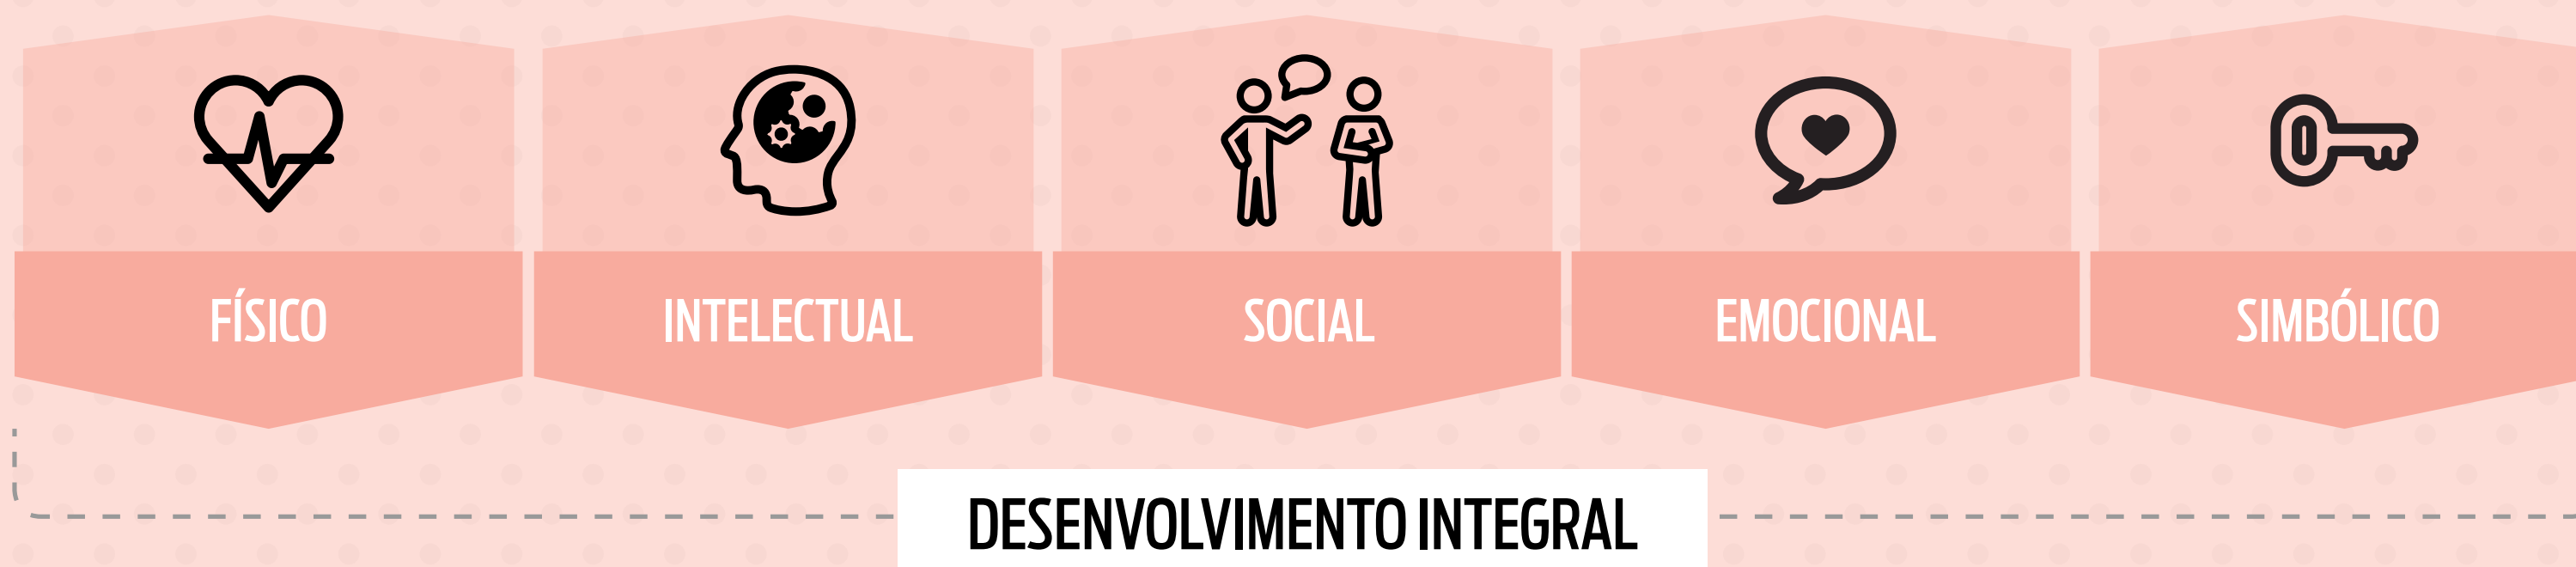 FÍSICO
INTELECTUAL
SOCIAL
EMOCIONAL
SIMBÓLICO
DESENVOLVIMENTO INTEGRAL